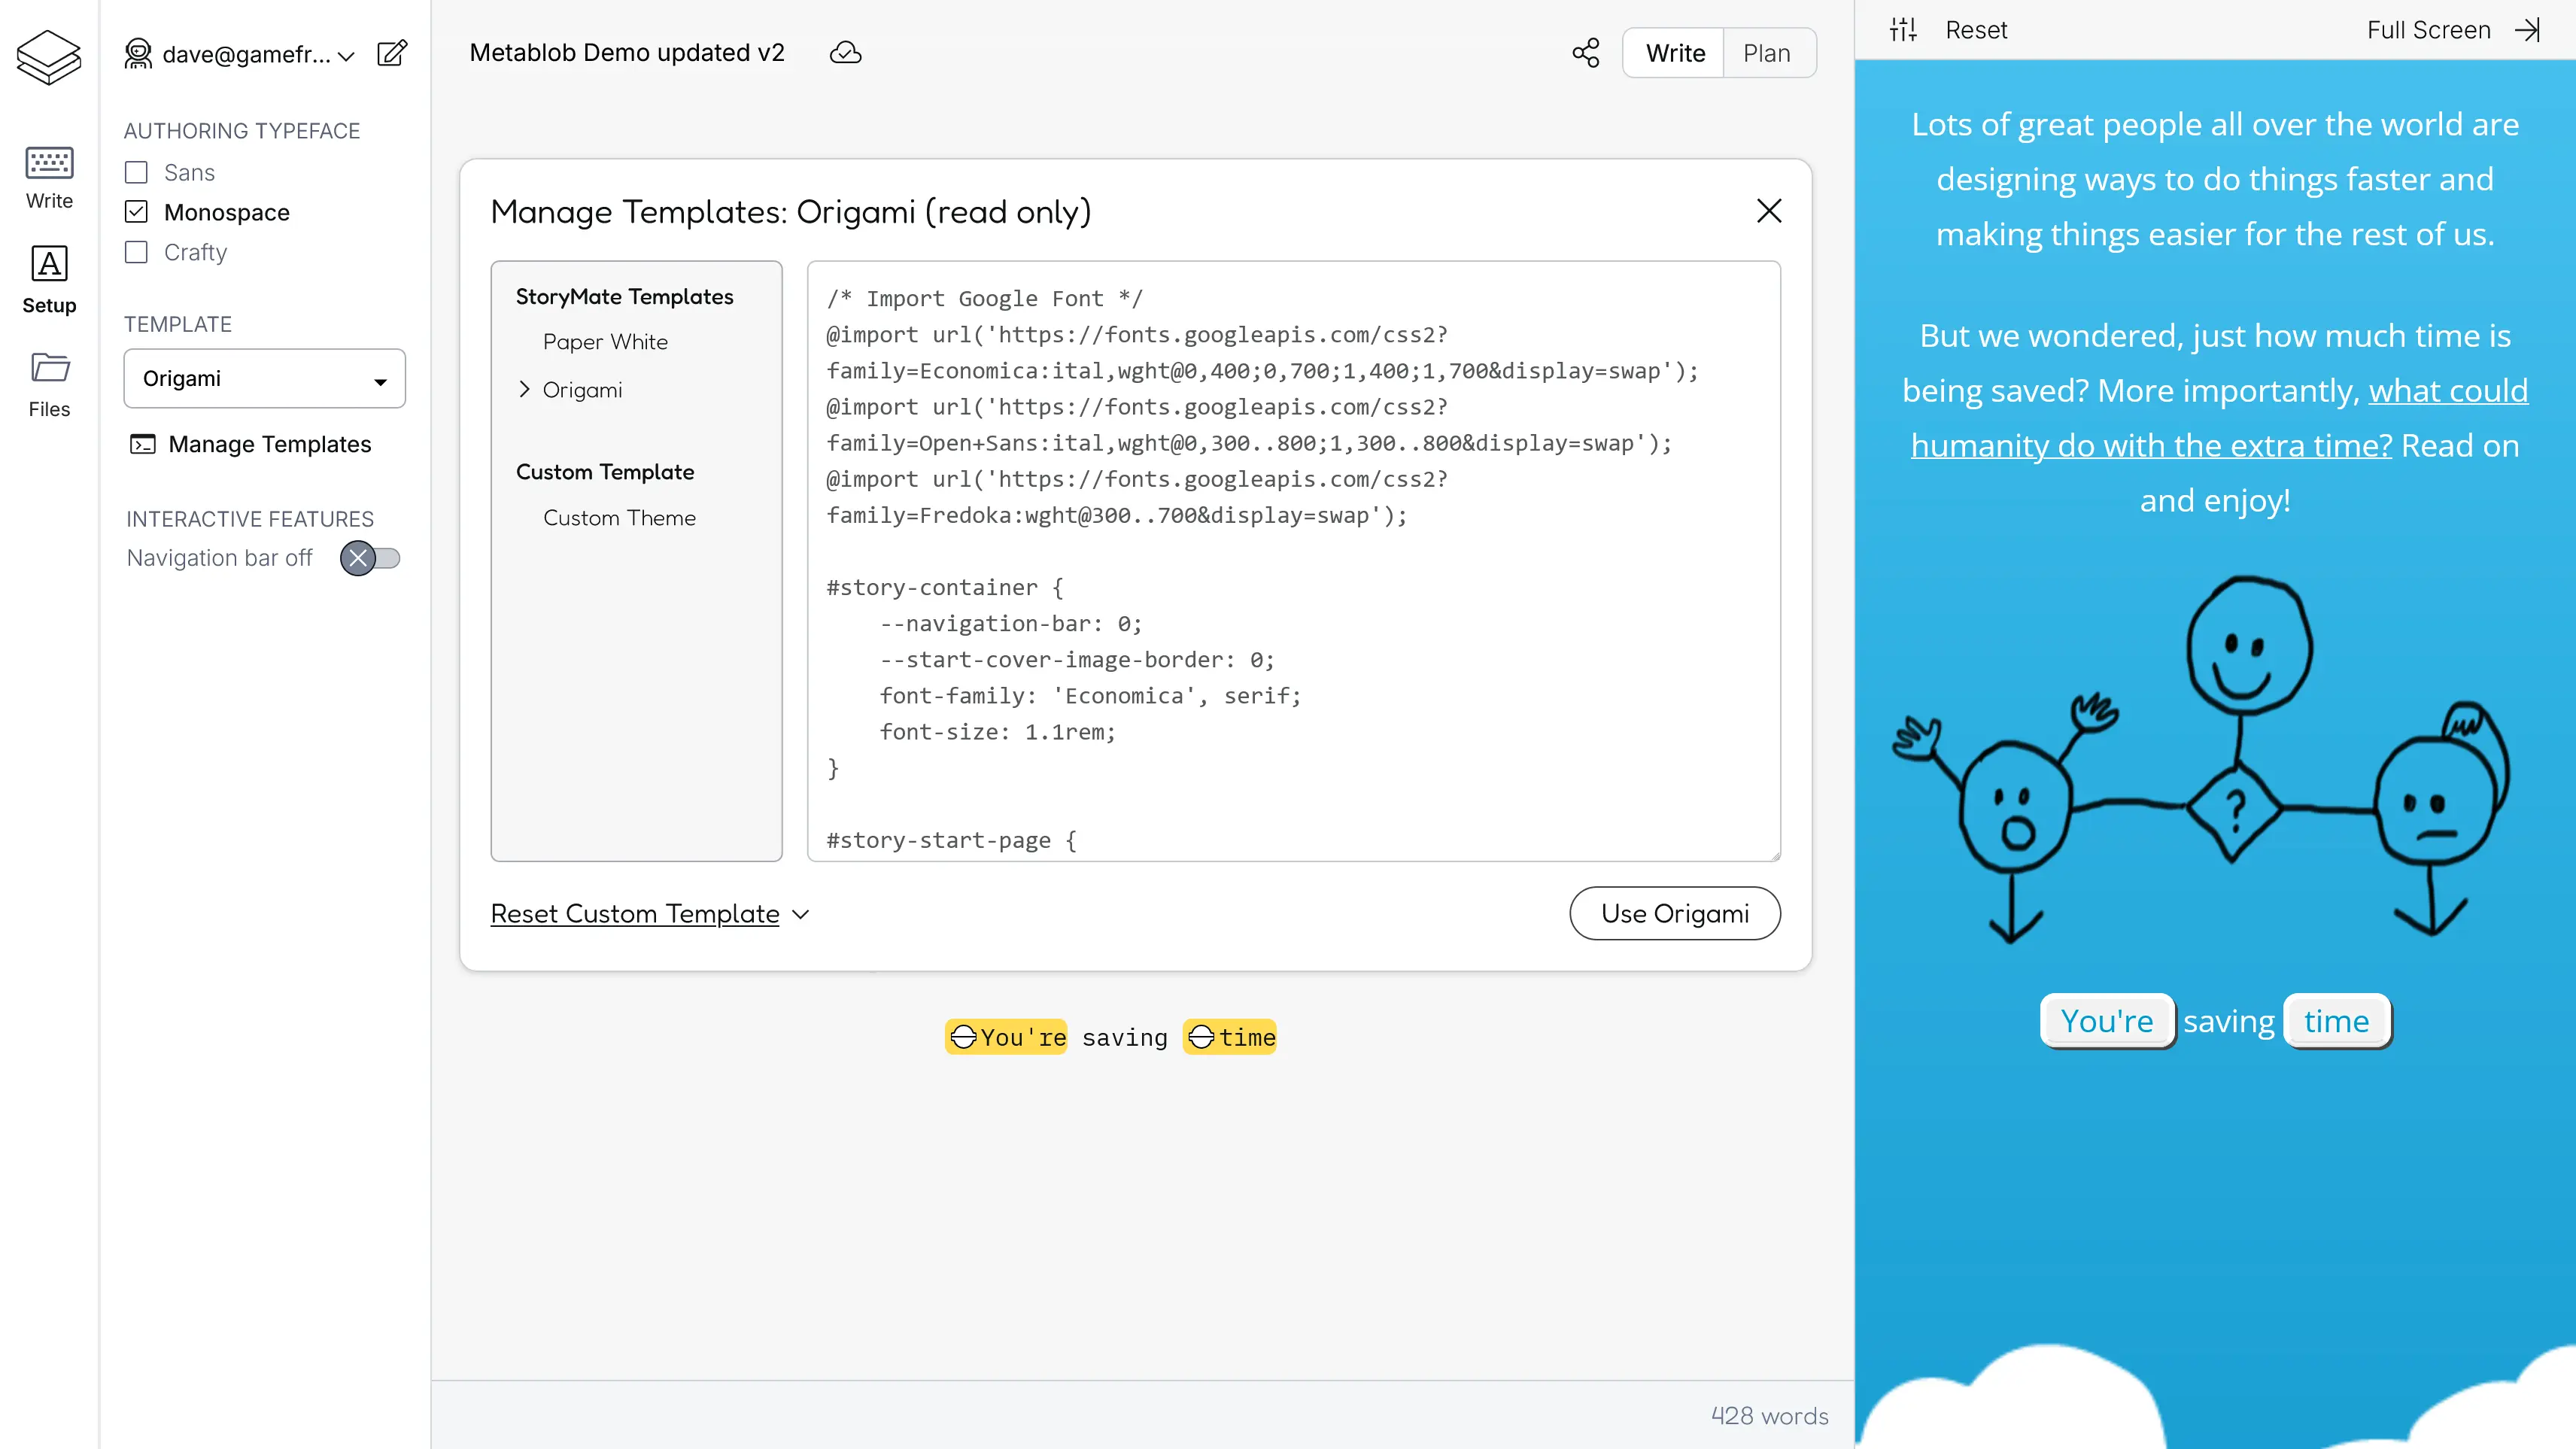 dave@gamefr...
Write
Setup
Files
AUTHORING TYPEFACE
Sans
Monospace
Crafty
TEMPLATE
Origami
Manage Templates
INTERACTIVE FEATURES
Navigation bar off
Metablob Demo updated v2
Write
Plan
Manage Templates: Origami (read only)
StoryMate Templates
Paper White
Origami
Custom Template
Custom Theme
/* Import Google Font */
@import url('https://fonts.googleapis.com/css2?
family=Economica:ital,wght@0,400;0,700;1,400;1,700&display=swap');
@import url('https://fonts.googleapis.com/css2?
family=Open+Sans:ital,wght@0,300..800;1,300..800&display=swap');
@import url('https://fonts.googleapis.com/css2?
family=Fredoka:wght@300..700&display=swap');
#story-container {
--navigation-bar: 0;
--start-cover-image-border: 0;
font-family: 'Economica', serif;
font-size: 1.1rem;
}
#story-start-page {
Reset Custom Template
Use Origami
You're saving time
428 words
Reset
Full Screen
Lots of great people all over the world are
designing ways to do things faster and
making things easier for the rest of us.
But we wondered, just how much time is
being saved? More importantly, what could
humanity do with the extra time? Read on
and enjoy!
?
You're saving time